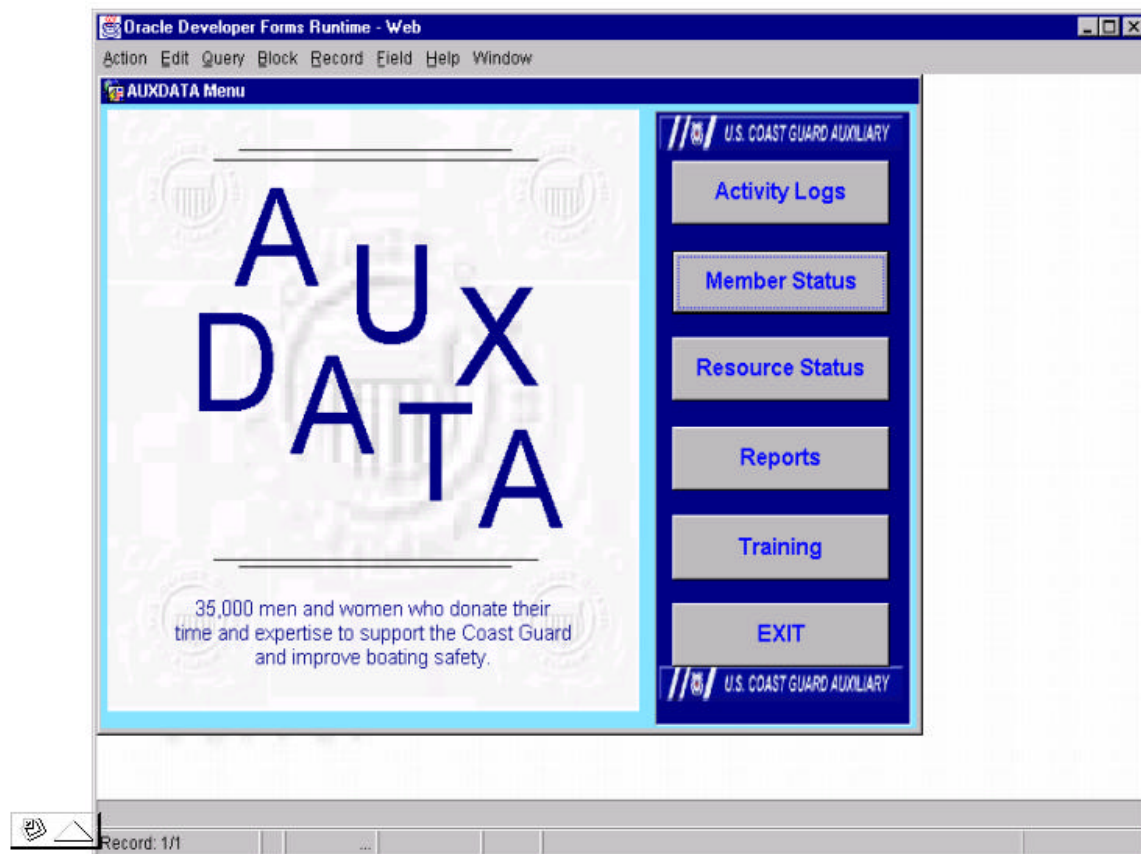 Oracle Developer Forms Runtime - Web
Action Edit Query Block Record Field Help Window
AUXDATA Menu
AUX
DATA
35,000 men and women who donate their
time and expertise to support the Coast Guard
and improve boating safety.
U.S. COAST GUARD AUXILIARY
Activity Logs
Member Status
Resource Status
Reports
Training
EXIT
U.S. COAST GUARD AUXILIARY
Record: 1/1
...